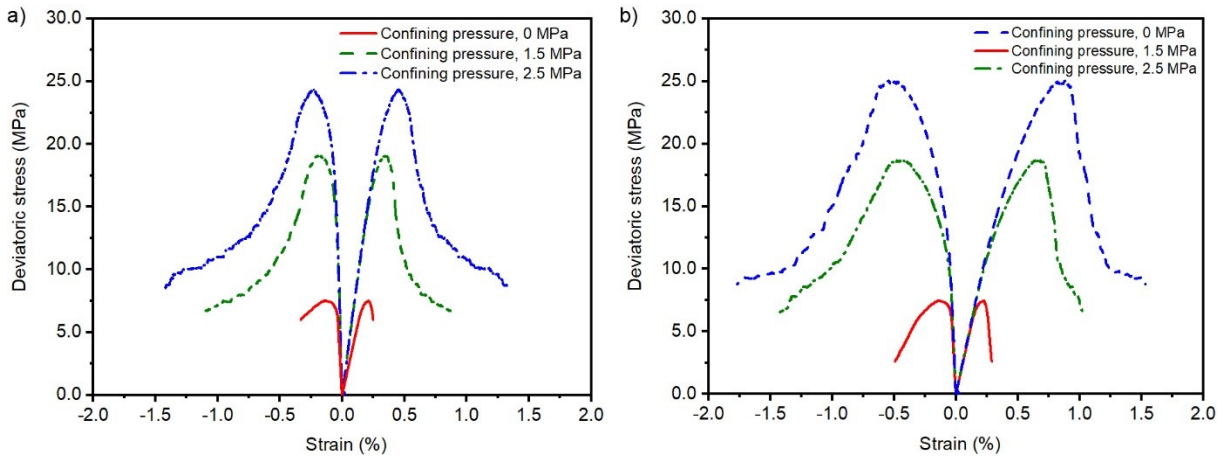 a)
30.0
25.0
20.0
15.0
10.0
5.0
0.0
Deviatoric stress (MPa)
Confining pressure, 0 MPa
Confining pressure, 1.5 MPa
Confining pressure, 2.5 MPa
-2.0 -1.5 -1.0 -0.5 0.0 0.5 1.0 1.5 2.0
Strain (%)
b)
30.0
25.0
20.0
15.0
10.0
5.0
0.0
Deviatoric stress (MPa)
Confining pressure, 0 MPa
Confining pressure, 1.5 MPa
Confining pressure, 2.5 MPa
-2.0 -1.5 -1.0 -0.5 0.0 0.5 1.0 1.5 2.0
Strain (%)